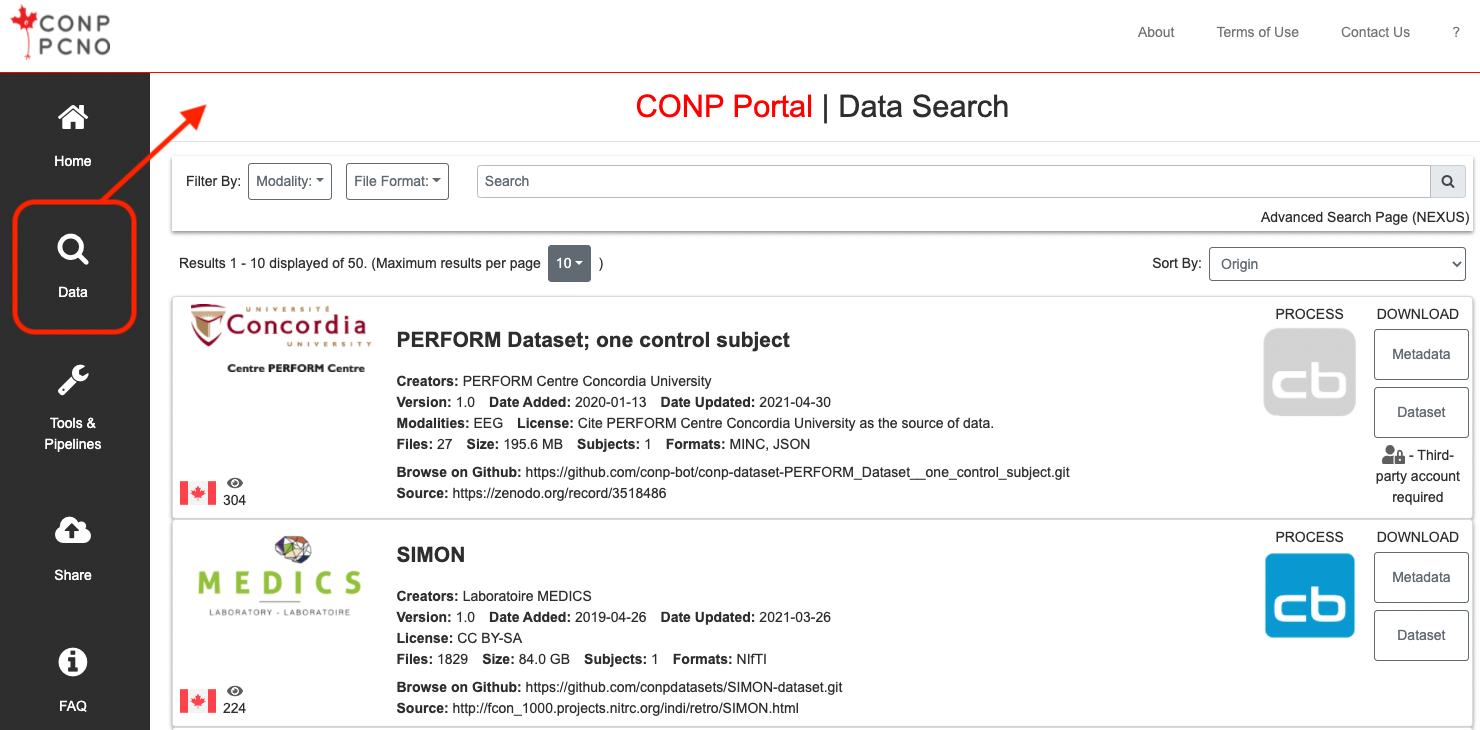 CONP
PCNO
About
Terms of Use
Contact Us
?
Home
Data
Tools &
Pipelines
Share
FAQ
CONP Portal | Data Search
Filter By:
Modality:
File Format:
Search
Advanced Search Page (NEXUS)
Results 1 - 10 displayed of 50. (Maximum results per page 10 )
Sort By:
Origin
UNIVERSITÉ
Concordia
UNIVERSITY
Centre PERFORM Centre
304
PERFORM Dataset; one control subject
Creators: PERFORM Centre Concordia University
Version: 1.0 Date Added: 2020-01-13 Date Updated: 2021-04-30
Modalities: EEG License: Cite PERFORM Centre Concordia University as the source of data.
Files: 27 Size: 195.6 MB Subjects: 1 Formats: MINC, JSON
Browse on Github: https://github.com/conp-bot/conp-dataset-PERFORM_Dataset__one_control_subject.git
Source: https://zenodo.org/record/3518486
PROCESS
cb
DOWNLOAD
Metadata
Dataset
- Third-
party account
required
MEDICS
LABORATORY - LABORATOIRE
224
SIMON
Creators: Laboratoire MEDICS
Version: 1.0 Date Added: 2019-04-26 Date Updated: 2021-03-26
License: CC BY-SA
Files: 1829 Size: 84.0 GB Subjects: 1 Formats: NIfTI
Browse on Github: https://github.com/conpdatasets/SIMON-dataset.git
Source: http://fcon_1000.projects.nitrc.org/indi/retro/SIMON.html
PROCESS
cb
DOWNLOAD
Metadata
Dataset